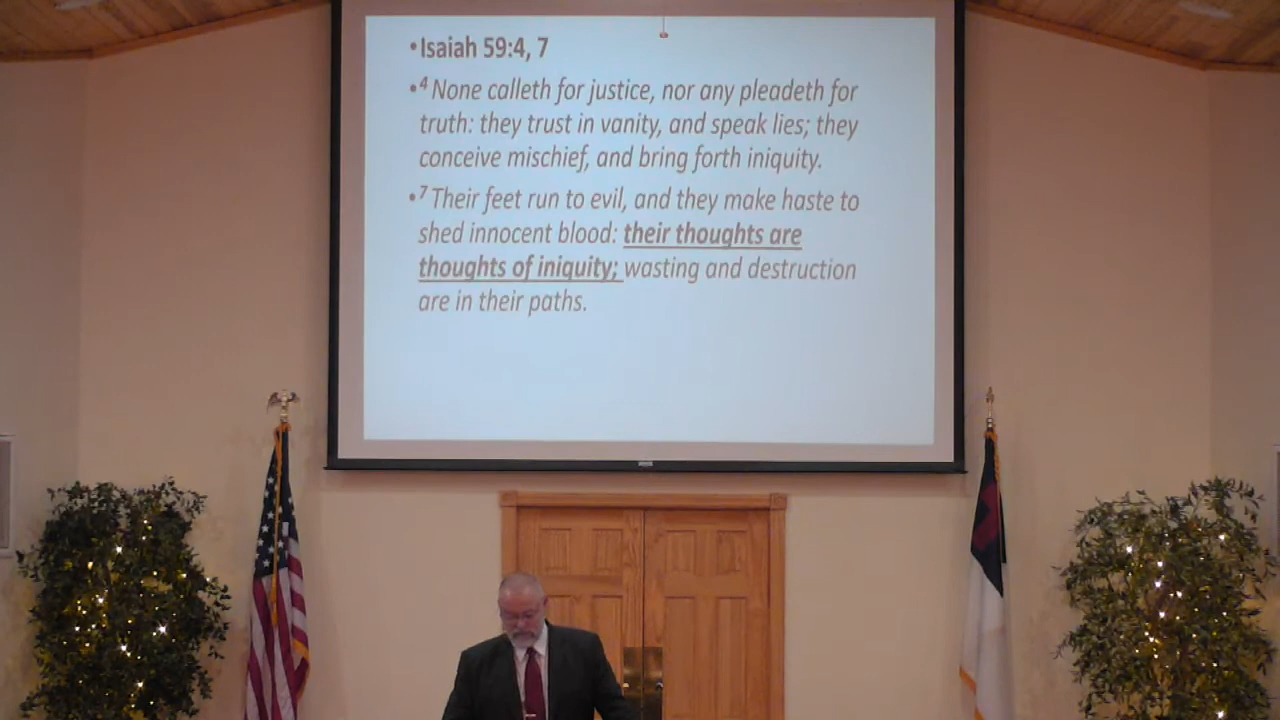 •Isaiah 59:4, 7
•4 None calleth for justice, nor any pleadeth for
truth: they trust in vanity, and speak lies; they
conceive mischief, and bring forth iniquity.
•7 Their feet run to evil, and they make haste to
shed innocent blood: their thoughts are
thoughts of iniquity; wasting and destruction
are in their paths.